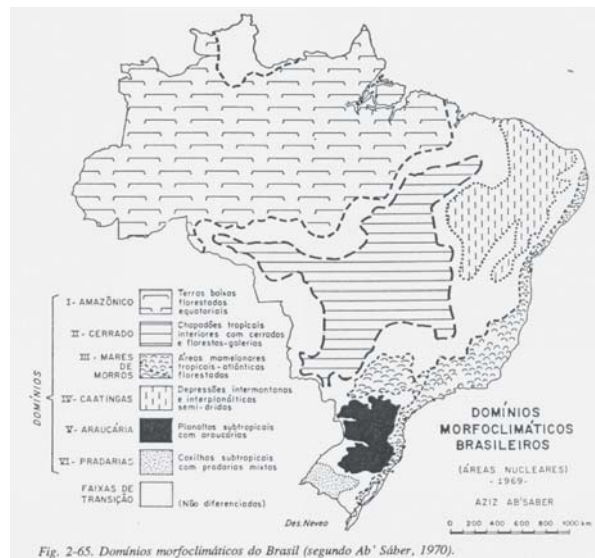 DOMÍNIOS
I - AMAZÔNICO
Terras baixas
florestadas
equatoriais
II - CERRADO
Chapadões tropicais
interiores com cerrados
e florestas-galerias
III - MARES
DE
MORROS
Áreas mamelonares
tropicais-atlânticas
florestadas
IV - CAATINGAS
Depressões intermontanas
e interplanálticas
semi-áridas
V - ARAUCÁRIA
Planaltos subtropicais
com araucárias
VI - PRADARIAS
Coxilhas subtropicais
com pradarias mixtas
FAIXAS DE
TRANSIÇÃO
(Não diferenciadas)
Des. Neveo
DOMÍNIOS
MORFOCLIMÁTICOS
BRASILEIROS
(ÁREAS NUCLEARES)
- 1969 -
AZIZ AB'SABER
0 200 400 600 800 1000 km
Fig. 2-65. Domínios morfoclimáticos do Brasil (segundo Ab' Sáber, 1970).